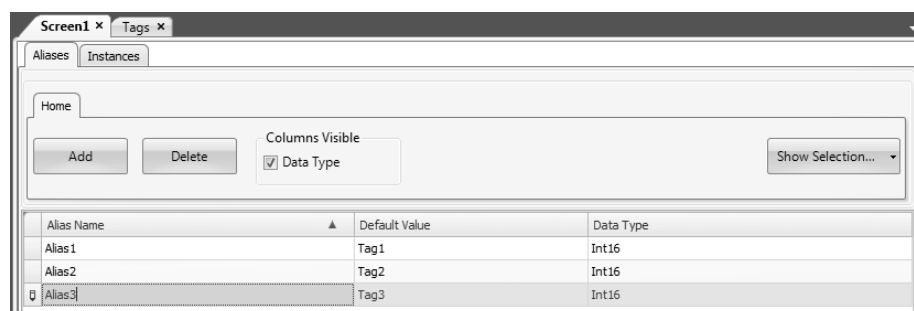 Screen1 × Tags ×
Aliases Instances
Home
Add Delete Columns Visible Show Selection...
Data Type
Alias Name Default Value Data Type
Alias1 Tag1 Int16
Alias2 Tag2 Int16
Alias3 Tag3 Int16